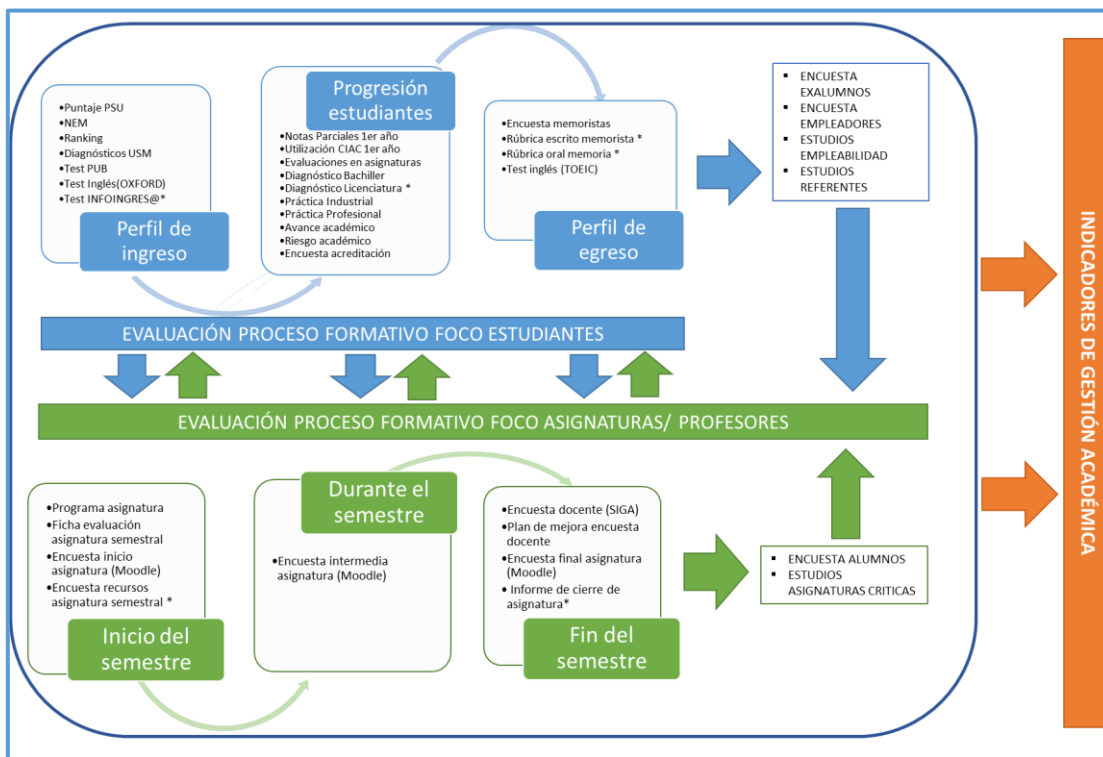 •Puntaje PSU
•NEM
•Ranking
•Diagnósticos USM
•Test PUB
•Test Inglés(OXFORD)
•Test INFOINGRES@*
Perfil de
ingreso
Progresión
estudiantes
•Notas Parciales 1er año
•Utilización CIAC 1er año
•Evaluaciones en asignaturas
•Diagnóstico Bachiller
•Diagnóstico Licenciatura *
•Práctica Industrial
•Práctica Profesional
•Avance académico
•Riesgo académico
•Encuesta acreditación
•Encuesta memoristas
•Rúbrica escrito memorista *
•Rúbrica oral memoria *
•Test inglés (TOEIC)
Perfil de
egreso
▪ ENCUESTA
EXALUMNOS
▪ ENCUESTA
EMPLEADORES
▪ ESTUDIOS
EMPLEABILIDAD
▪ ESTUDIOS
REFERENTES
EVALUACIÓN PROCESO FORMATIVO FOCO ESTUDIANTES
EVALUACIÓN PROCESO FORMATIVO FOCO ASIGNATURAS/ PROFESORES
•Programa asignatura
•Ficha evaluación
asignatura semestral
•Encuesta inicio
asignatura (Moodle)
•Encuesta recursos
asignatura semestral *
Inicio del
semestre
Durante el
semestre
•Encuesta intermedia
asignatura (Moodle)
•Encuesta docente (SIGA)
•Plan de mejora encuesta
docente
•Encuesta final asignatura
(Moodle)
• Informe de cierre de
asignatura*
Fin del
semestre
▪ ENCUESTA ALUMNOS
▪ ESTUDIOS
ASIGNATURAS CRITICAS
INDICADORES DE GESTIÓN ACADÉMICA